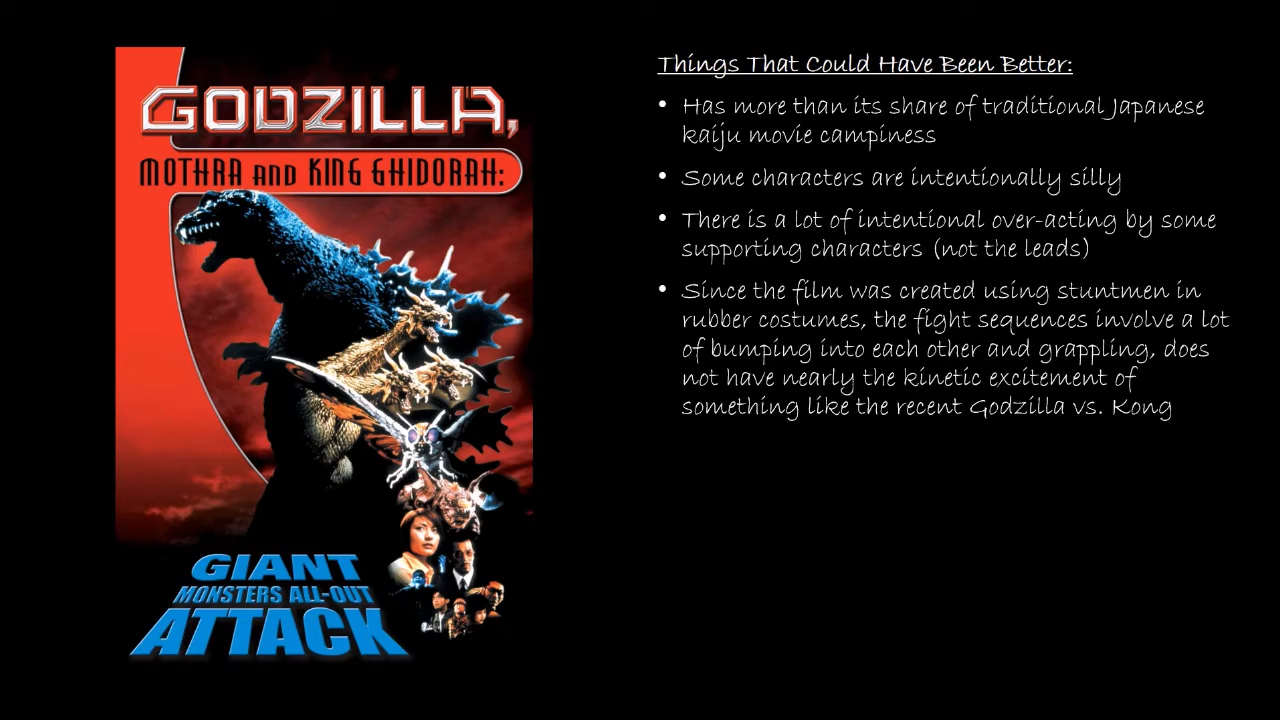 GODZILLA,
MOTHRA AND KING GHIDORAH:
GIANT
MONSTERS ALL-OUT
ATTACK
Things That Could Have Been Better:
• Has more than its share of traditional Japanese
kaiju movie campiness
• Some characters are intentionally silly
• There is a lot of intentional over-acting by some
supporting characters (not the leads)
• Since the film was created using stuntmen in
rubber costumes, the fight sequences involve a lot
of bumping into each other and grappling, does
not have nearly the kinetic excitement of
something like the recent Godzilla vs. Kong